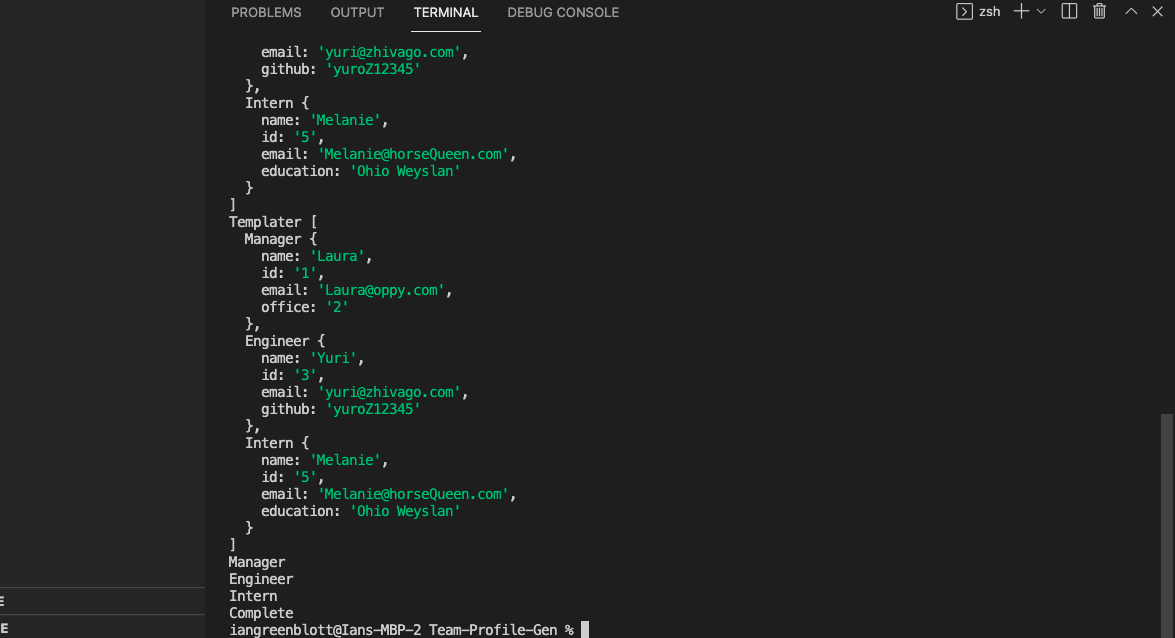 PROBLEMS OUTPUT TERMINAL DEBUG CONSOLE zsh
email: 'yuri@zhivago.com',
github: 'yuroZ12345'
},
Intern {
name: 'Melanie',
id: '5',
email: 'Melanie@horseQueen.com',
education: 'Ohio Weyslan'
}
]
Templater [
Manager {
name: 'Laura',
id: '1',
email: 'Laura@oppy.com',
office: '2'
},
Engineer {
name: 'Yuri',
id: '3',
email: 'yuri@zhivago.com',
github: 'yuroZ12345'
},
Intern {
name: 'Melanie',
id: '5',
email: 'Melanie@horseQueen.com',
education: 'Ohio Weyslan'
}
]
Manager
Engineer
Intern
E
Complete
iangreenblott@Ians-MBP-2 Team-Profile-Gen %
E